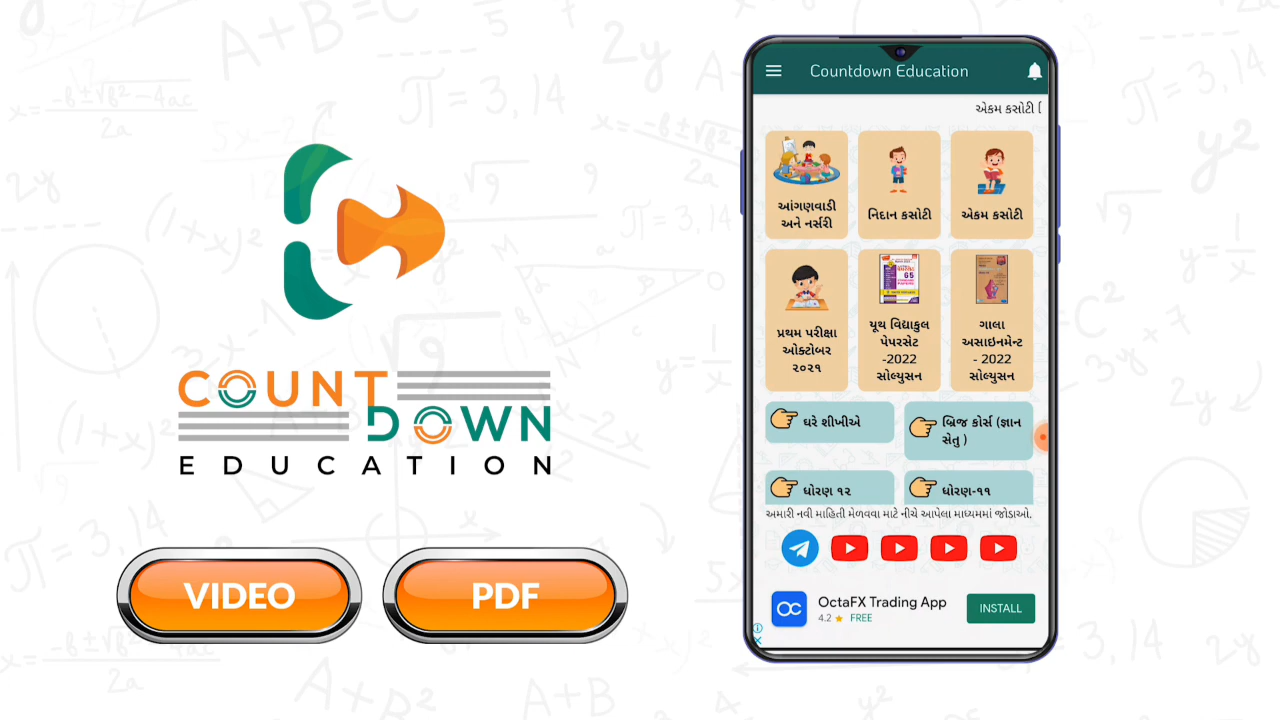 COUNT
DOWN
EDUCATION
VIDEO
PDF
Countdown Education
એકમ કસોટી [
આંગણવાડી
અને નર્સરી
નિદાન કસોટી
એકમ કસોટી
પ્રથમ પરીક્ષા
ઓક્ટોબર
૨૦૨૧
યૂથ વિદ્યાકુલ
પેપરસેટ
-2022
સોલ્યુસન
ગાલા
અસાઇનમેન્ટ
- 2022
સોલ્યુસન
ઘરે શીખીએ
બ્રિજ કોર્સ (જ્ઞાન
સેતુ )
ધોરણ ૧૨
ધોરણ-૧૧
અમારી નવી માહિતી મેળવવા માટે નીચે આપેલા માધ્યમમાં જોડાઓ.
OctaFX Trading App
4.2 ★ FREE
INSTALL